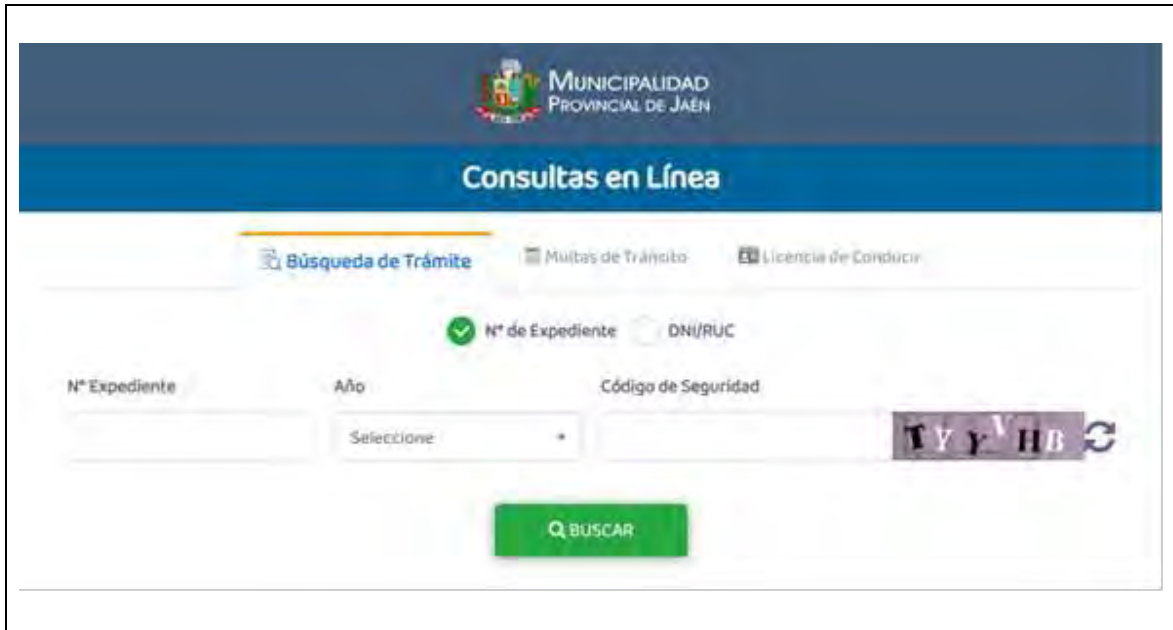 MUNICIPALIDAD
PROVINCIAL DE JAÉN
Consultas en Línea
Búsqueda de Trámite Multas de Tránsito Licencia de Conducir
N° de Expediente DNI/RUC
N° Expediente Año Código de Seguridad
Seleccione TYYVHB
BUSCAR